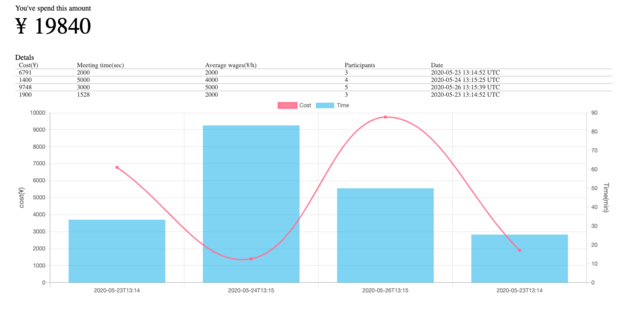 You've spend this amount
¥ 19840
Detals
Cost(¥) Meeting time(sec) Average wages(¥/h) Participants Date
6791 2000 2000 3 2020-05-23 13:14:52 UTC
1400 5000 4000 4 2020-05-24 13:15:25 UTC
9748 3000 5000 5 2020-05-26 13:15:39 UTC
1900 1528 2000 3 2020-05-23 13:14:52 UTC
Cost Time
10000 90
9000 80
8000 70
7000 60
6000 50
5000 40
4000 30
3000 20
2000 10
1000 0
0
cost(¥)
Time(min)
2020-05-23T13:14 2020-05-24T13:15 2020-05-26T13:15 2020-05-23T13:14